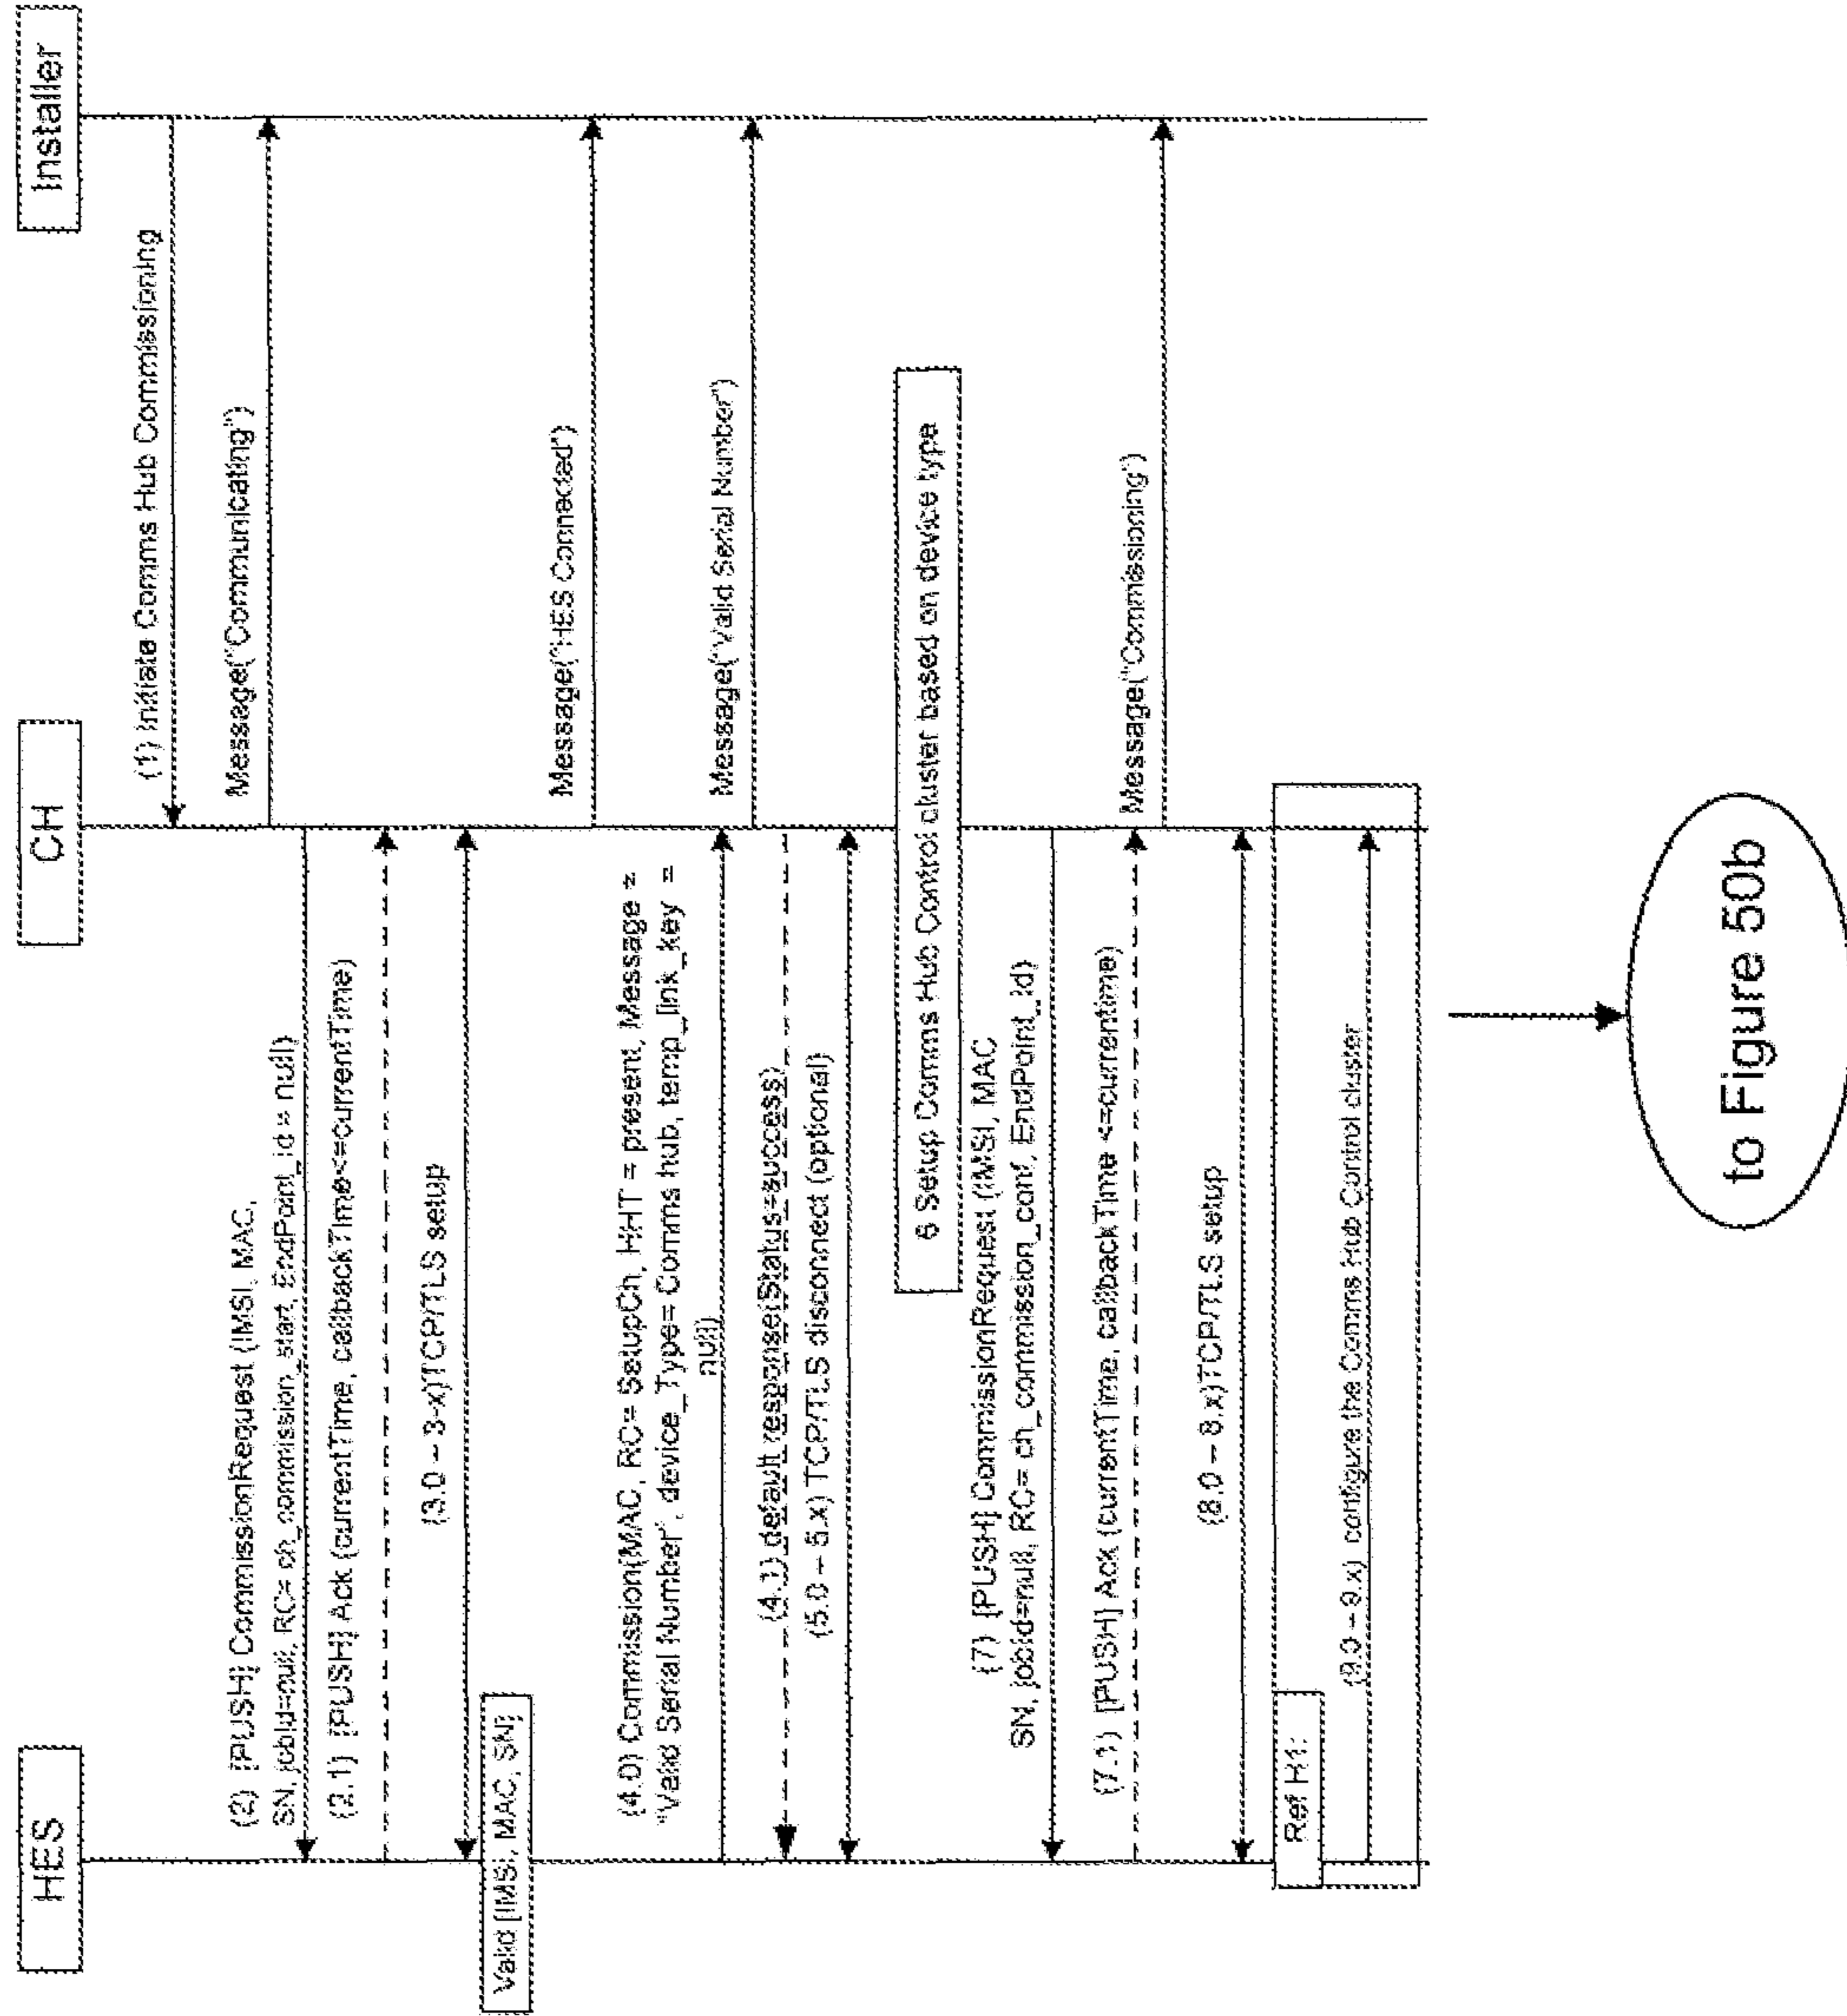 HES
CH
Installer
(1) Initiate Comms Hub Commissioning
Message("Communicating")
(2) [PUSH] CommissionRequest (IMSI, MAC,
SN, jobId=null, RC= ch_commission_start, EndPoint_id = null)
(2.1) [PUSH] Ack (currentTime, callbackTime<=currentTime)
(3.0 – 3-x)TCP/TLS setup
Valid [IMSI, MAC, SN]
Message("HES Connected")
(4.0) Commission(MAC, RC= SetupCh, HHT = present, Message =
"Valid Serial Number", device_Type= Comms hub, temp_link_key =
null)
Message("Valid Serial Number")
(4.1) default response(Status=success)
(5.0 – 5.x) TCP/TLS disconnect (optional)
6 Setup Comms Hub Control cluster based on device type
(7) [PUSH] CommissionRequest (IMSI, MAC
SN, jobId=null, RC= ch_commission_conf, EndPoint_id)
(7.1) [PUSH] Ack (currentTime, callbackTime <=currentime)
Message("Commissioning")
(8.0 – 8.x)TCP/TLS setup
Ref H1:
(9.0 – 9.x) configure the Comms Hub Control cluster
to Figure 50b